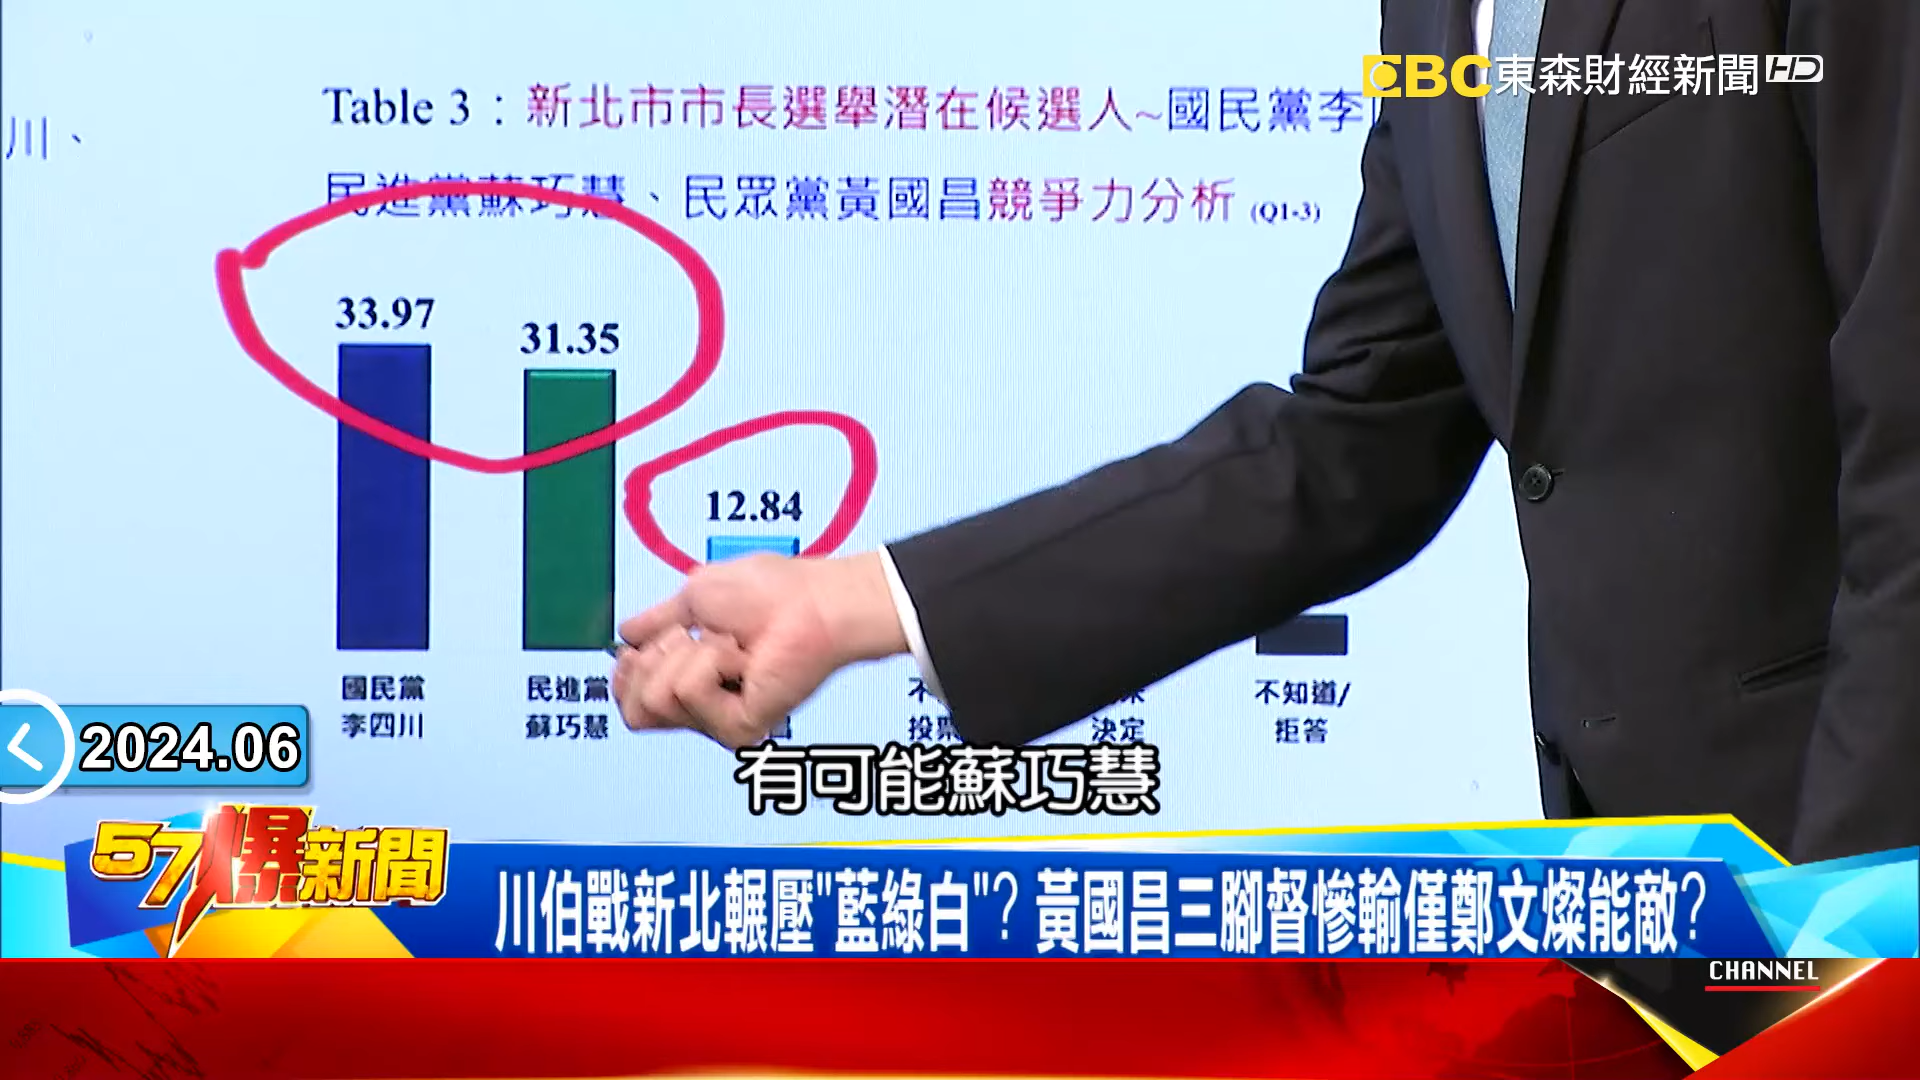 EBC東森財經新聞HD
川、
Table 3：新北市市長選舉潛在候選人~國民黨李
民進黨蘇巧慧、民眾黨黃國昌競爭力分析 (Q1-3)
33.97
31.35
12.84
國民黨
李四川
民進黨
蘇巧慧
昌
不
投票
決定
不知道/
拒答
2024.06
有可能蘇巧慧
57爆新聞
川伯戰新北輾壓"藍綠白"? 黃國昌三腳督慘輸僅鄭文燦能敵?
CHANNEL